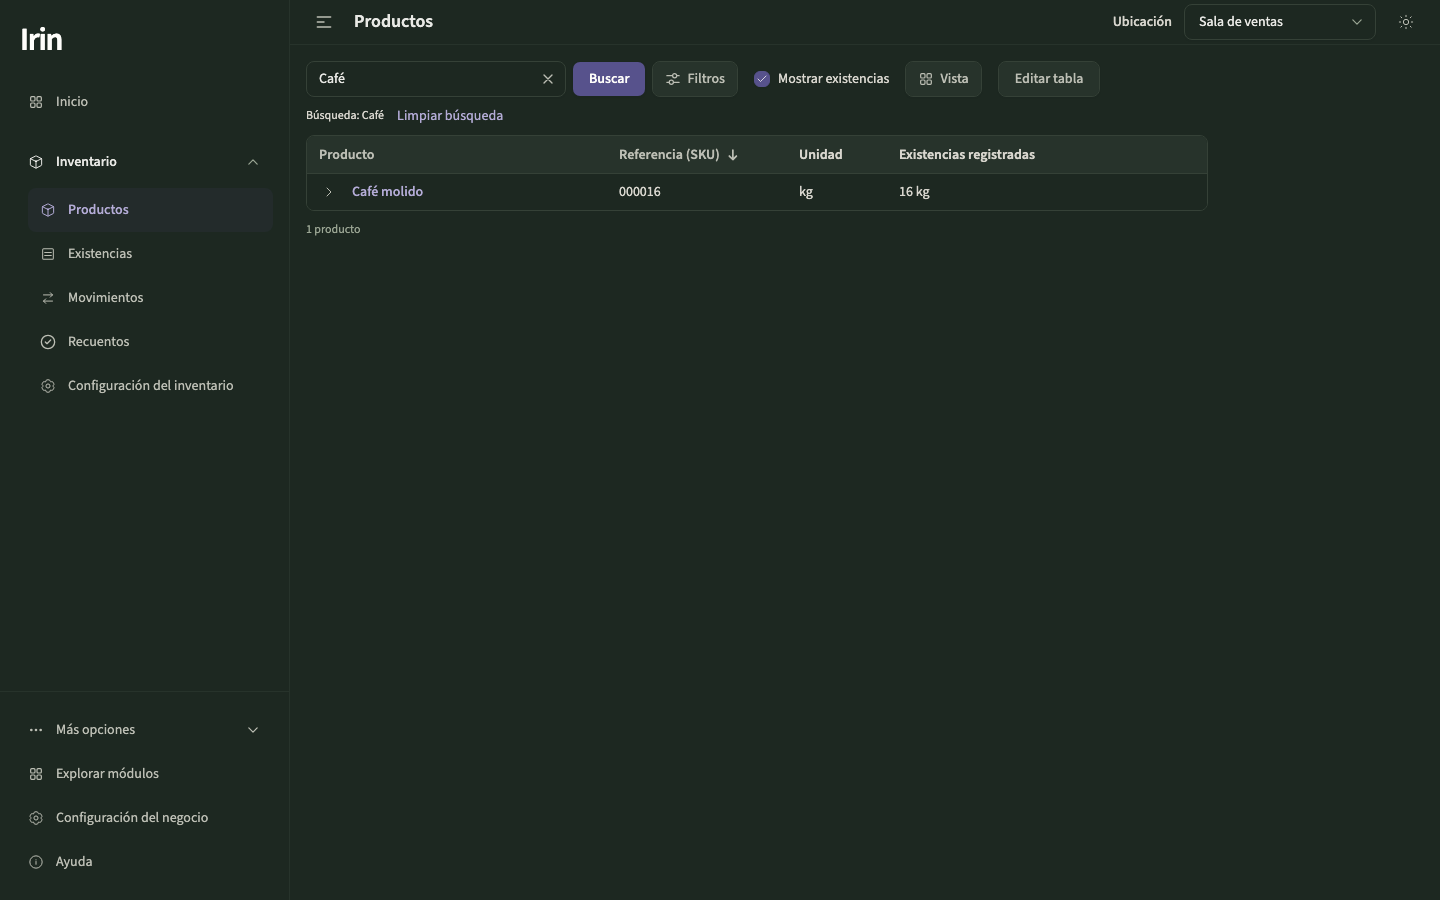 Irin
Inicio
Inventario
Productos
Existencias
Movimientos
Recuentos
Configuración del inventario
Más opciones
Explorar módulos
Configuración del negocio
Ayuda
Productos
Ubicación Sala de ventas
Café Buscar Filtros Mostrar existencias Vista Editar tabla
Búsqueda: Café Limpiar búsqueda
Producto Referencia (SKU) Unidad Existencias registradas
Café molido 000016 kg 16 kg
1 producto